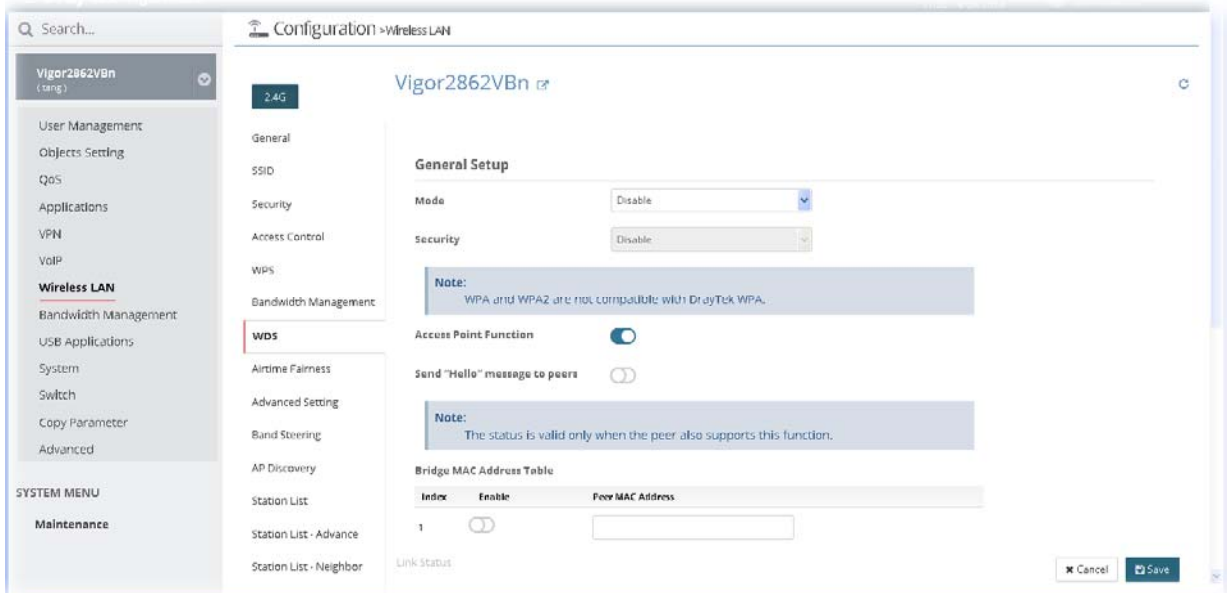 Search...
Configuration >Wireless LAN
Vigor2862VBn
( tang )
Vigor2862VBn
2.4G
User Management
Objects Setting
QoS
Applications
VPN
VoIP
Wireless LAN
Bandwidth Management
USB Applications
System
Switch
Copy Parameter
Advanced
SYSTEM MENU
Maintenance
General
SSID
Security
Access Control
WPS
Bandwidth Management
WDS
Airtime Fairness
Advanced Setting
Band Steering
AP Discovery
Station List
Station List - Advance
Station List - Neighbor
General Setup
Mode Disable
Security Disable
Note:
WPA and WPA2 are not compatible with DrayTek WPA.
Access Point Function
Send "Hello" message to peers
Note:
The status is valid only when the peer also supports this function.
Bridge MAC Address Table
Index Enable Peer MAC Address
1
Link Status
Cancel Save